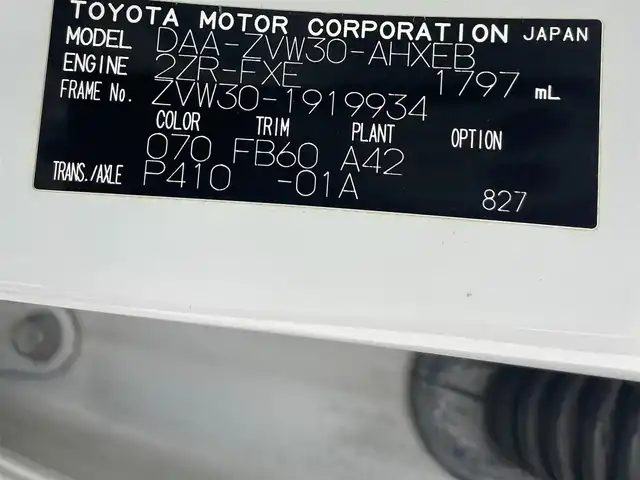 TOYOTA MOTOR CORPORATION JAPAN
MODEL DAA-ZVW30-AHXEB
ENGINE 2ZR-FXE 1797 mL
FRAME No. ZVW30-1919934
COLOR TRIM PLANT OPTION
070 FB60 A42
TRANS./AXLE P410 -01A 827